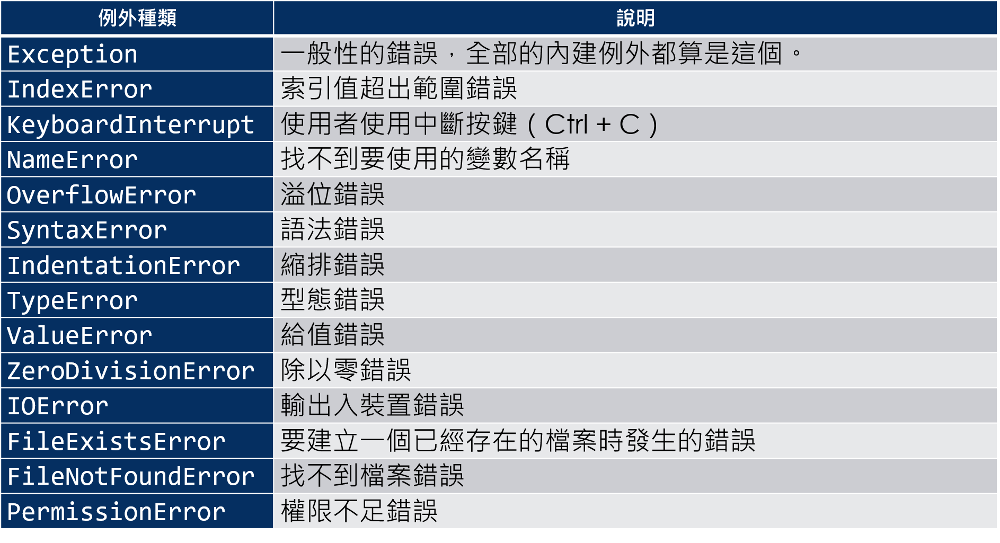 例外種類 說明
Exception 一般性的錯誤，全部的內建例外都算是這個。
IndexError 索引值超出範圍錯誤
KeyboardInterrupt 使用者使用中斷按鍵 ( Ctrl + C )
NameError 找不到要使用的變數名稱
OverflowError 溢位錯誤
SyntaxError 語法錯誤
IndentationError 縮排錯誤
TypeError 型態錯誤
ValueError 給值錯誤
ZeroDivisionError 除以零錯誤
IOError 輸出入裝置錯誤
FileExistsError 要建立一個已經存在的檔案時發生的錯誤
FileNotFoundError 找不到檔案錯誤
PermissionError 權限不足錯誤